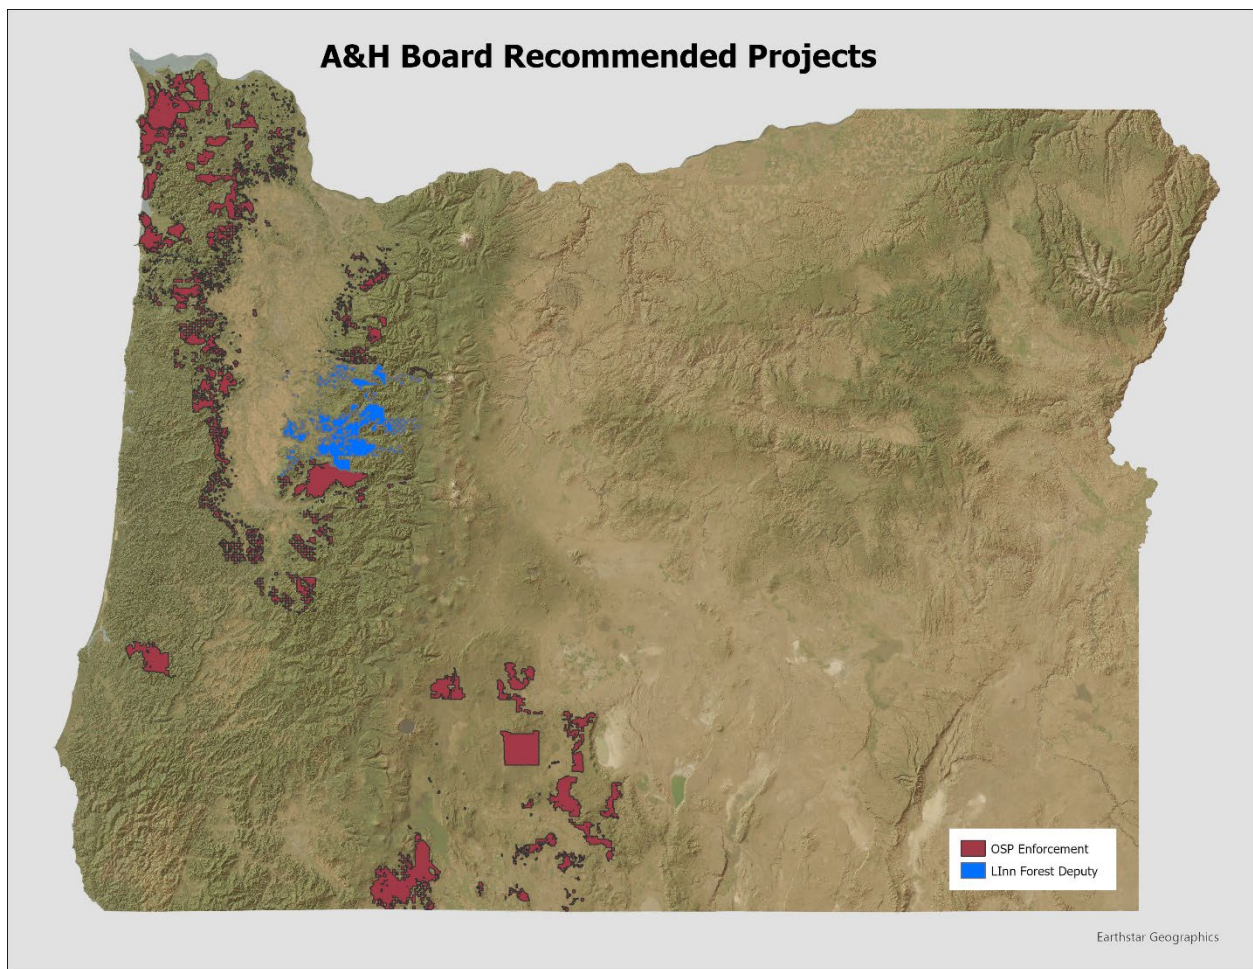 A&H Board Recommended Projects
OSP Enforcement
LInn Forest Deputy
Earthstar Geographics